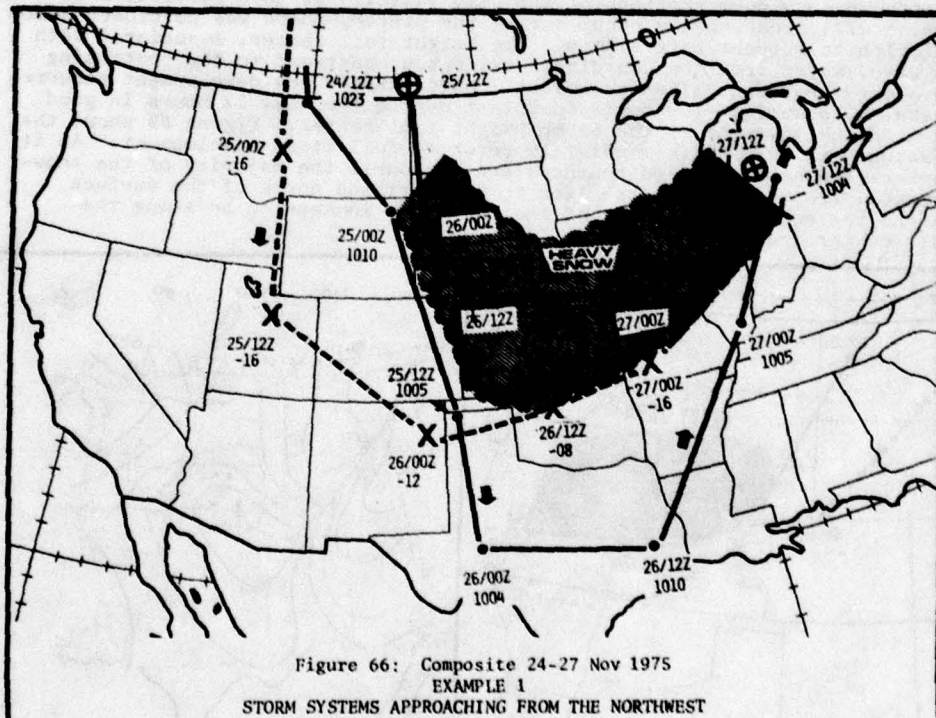 24/12Z
1023
25/12Z
25/00Z
-16
27/12Z
27/12Z
1004
26/00Z
25/00Z
1010
HEAVY
SNOW
26/12Z
27/00Z
25/12Z
-16
25/12Z
1005
27/00Z
1005
27/00Z
-16
26/12Z
-08
26/00Z
-12
26/00Z
1004
26/12Z
1010
Figure 66: Composite 24-27 Nov 1975
EXAMPLE 1
STORM SYSTEMS APPROACHING FROM THE NORTHWEST